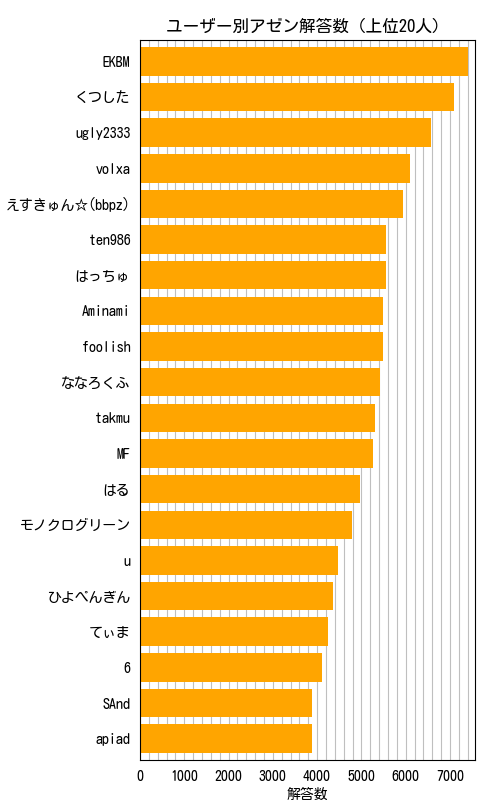 ユーザー別アゼン解答数 (上位20人)
EKBM
くつした
ugly2333
volxa
えすきゅん☆(bbpz)
ten986
はっちゅ
Aminami
foolish
ななろくふ
takmu
MF
はる
モノクログリーン
u
ひよぺんぎん
てぃま
6
SAnd
apiad
0 1000 2000 3000 4000 5000 6000 7000
解答数